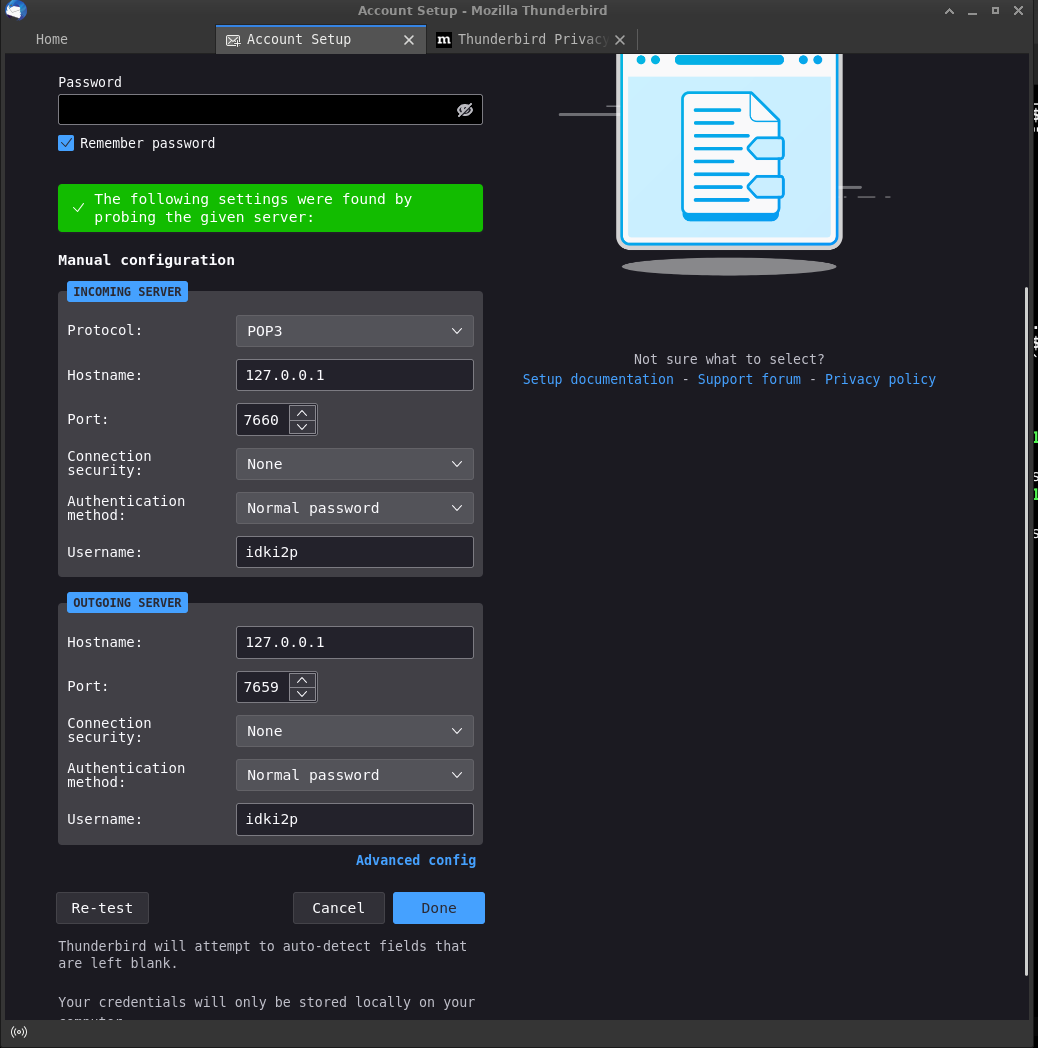 Account Setup - Mozilla Thunderbird
Home
Account Setup
m Thunderbird Privacy
Password
Remember password
The following settings were found by
probing the given server:
Manual configuration
INCOMING SERVER
Protocol:
POP3
Hostname:
127.0.0.1
Port:
7660
Connection
security:
None
Authentication
method:
Normal password
Username:
idki2p
OUTGOING SERVER
Hostname:
127.0.0.1
Port:
7659
Connection
security:
None
Authentication
method:
Normal password
Username:
idki2p
Advanced config
Re-test
Cancel
Done
Thunderbird will attempt to auto-detect fields that
are left blank.
Your credentials will only be stored locally on your
Not sure what to select?
Setup documentation - Support forum - Privacy policy